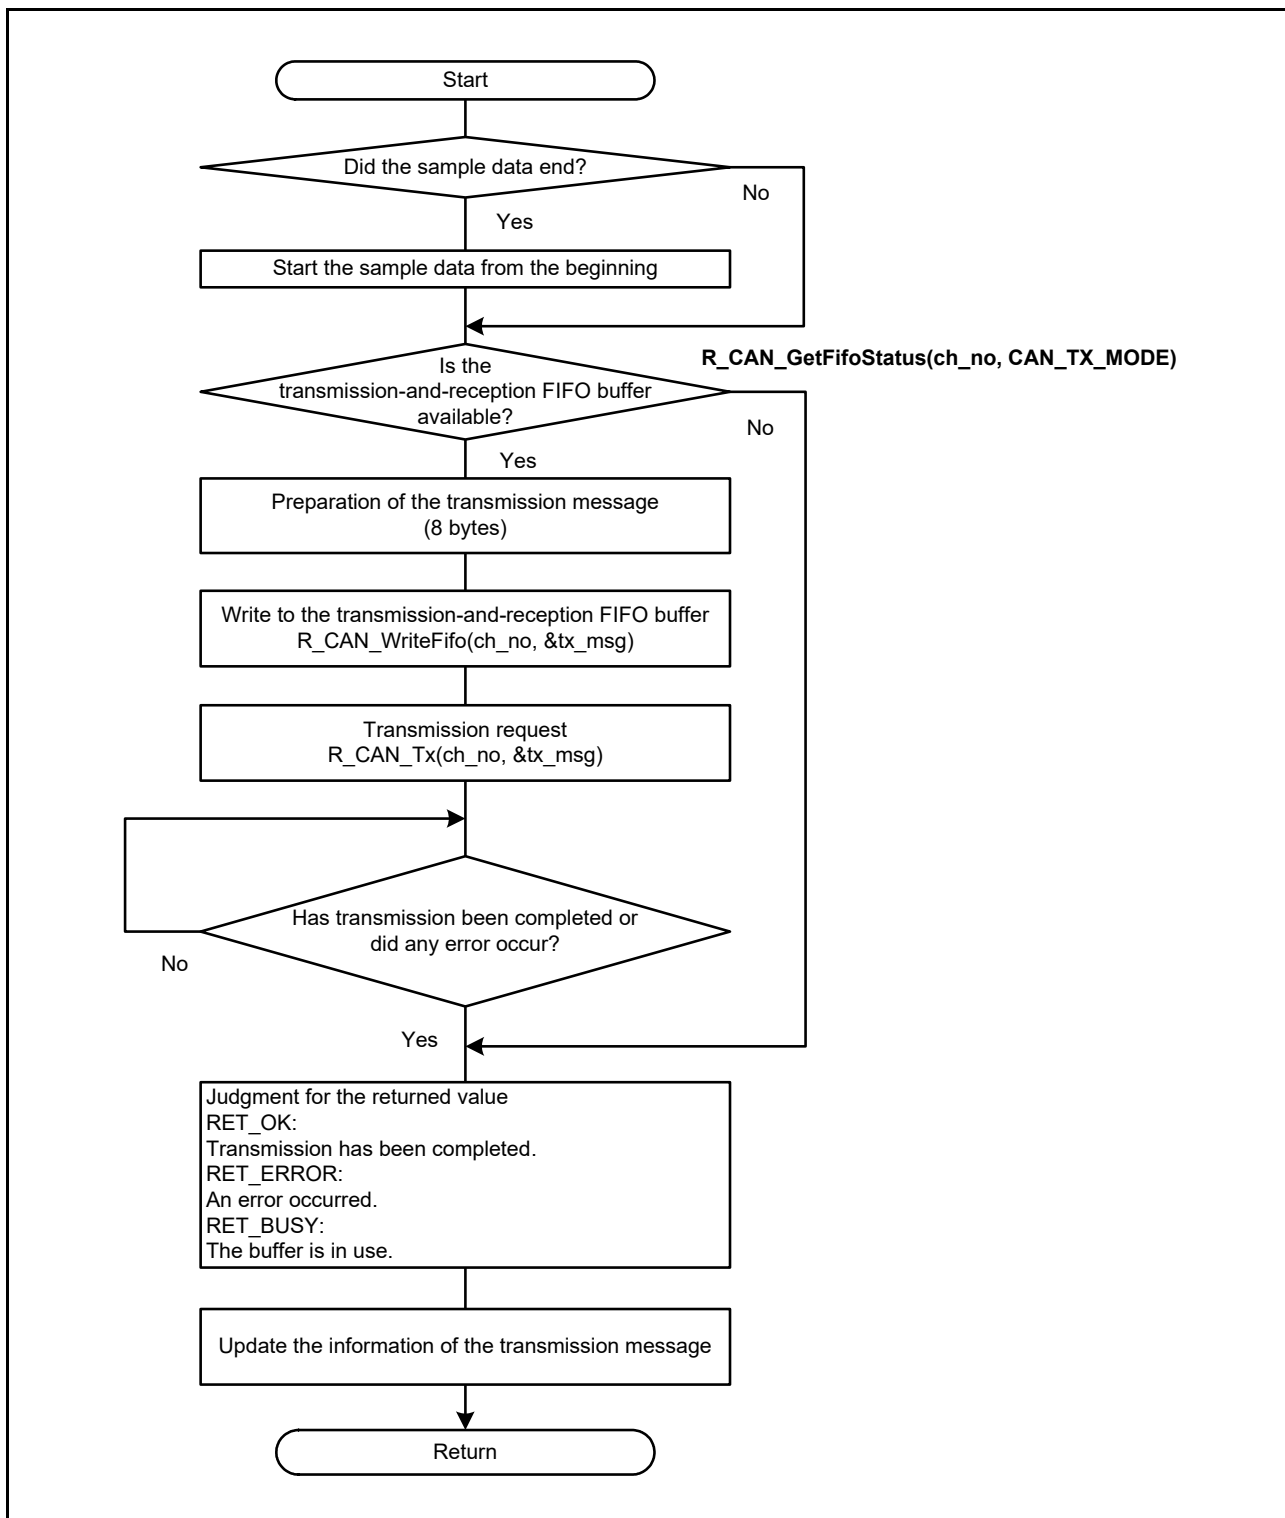 Start
Did the sample data end?
No
Yes
Start the sample data from the beginning
R_CAN_GetFifoStatus(ch_no, CAN_TX_MODE)
Is the
transmission-and-reception FIFO buffer
available?
No
Yes
Preparation of the transmission message
(8 bytes)
Write to the transmission-and-reception FIFO buffer
R_CAN_WriteFifo(ch_no, &tx_msg)
Transmission request
R_CAN_Tx(ch_no, &tx_msg)
Has transmission been completed or
did any error occur?
No
Yes
Judgment for the returned value
RET_OK:
Transmission has been completed.
RET_ERROR:
An error occurred.
RET_BUSY:
The buffer is in use.
Update the information of the transmission message
Return